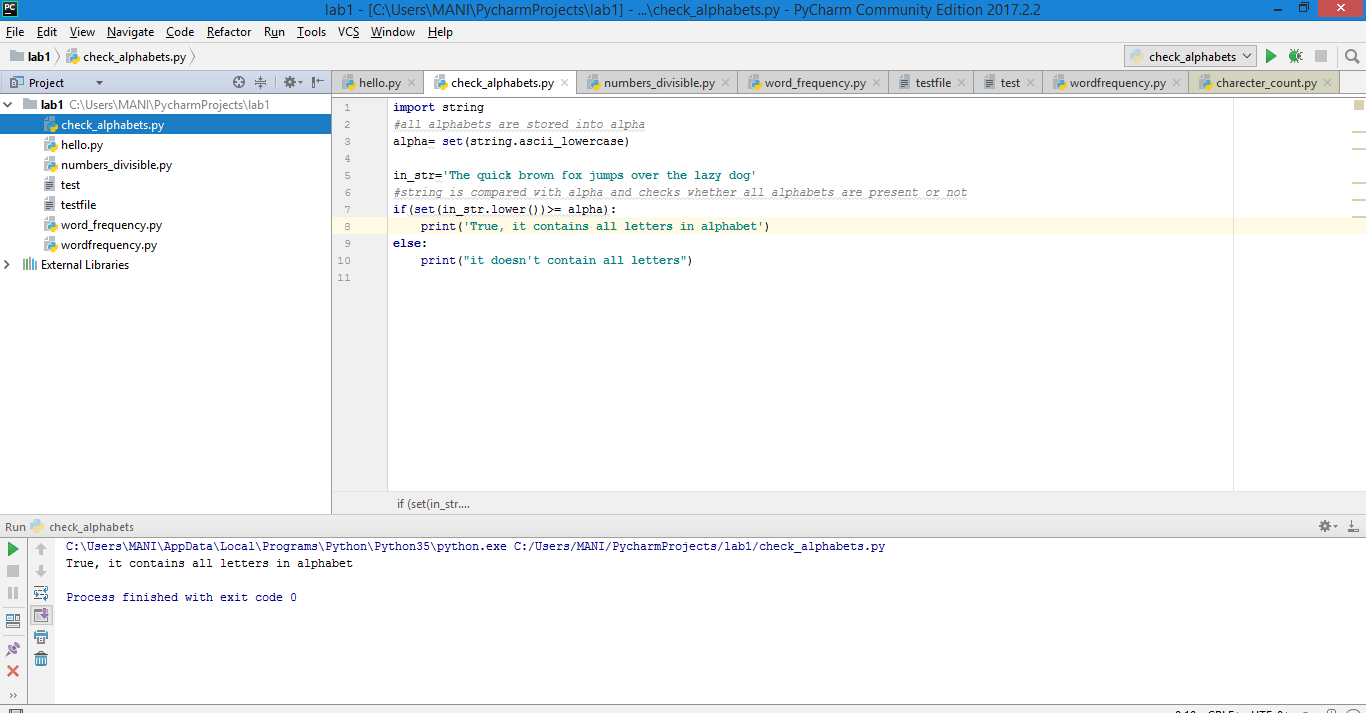 lab1 - [C:\Users\MANI\PycharmProjects\lab1] - ...\check_alphabets.py - PyCharm Community Edition 2017.2.2
File Edit View Navigate Code Refactor Run Tools VCS Window Help
lab1 check_alphabets.py check_alphabets
Project hello.py check_alphabets.py numbers_divisible.py word_frequency.py testfile test wordfrequency.py charecter_count.py
lab1 C:\Users\MANI\PycharmProjects\lab1
check_alphabets.py
hello.py
numbers_divisible.py
test
testfile
word_frequency.py
wordfrequency.py
External Libraries
1 import string
2 #all alphabets are stored into alpha
3 alpha= set(string.ascii_lowercase)
4
5 in_str='The quick brown fox jumps over the lazy dog'
6 #string is compared with alpha and checks whether all alphabets are present or not
7 if(set(in_str.lower())>= alpha):
8 print('True, it contains all letters in alphabet')
9 else:
10 print("it doesn't contain all letters")
11
if (set(in_str....
Run check_alphabets
C:\Users\MANI\AppData\Local\Programs\Python\Python35\python.exe C:/Users/MANI/PycharmProjects/lab1/check_alphabets.py
True, it contains all letters in alphabet
Process finished with exit code 0